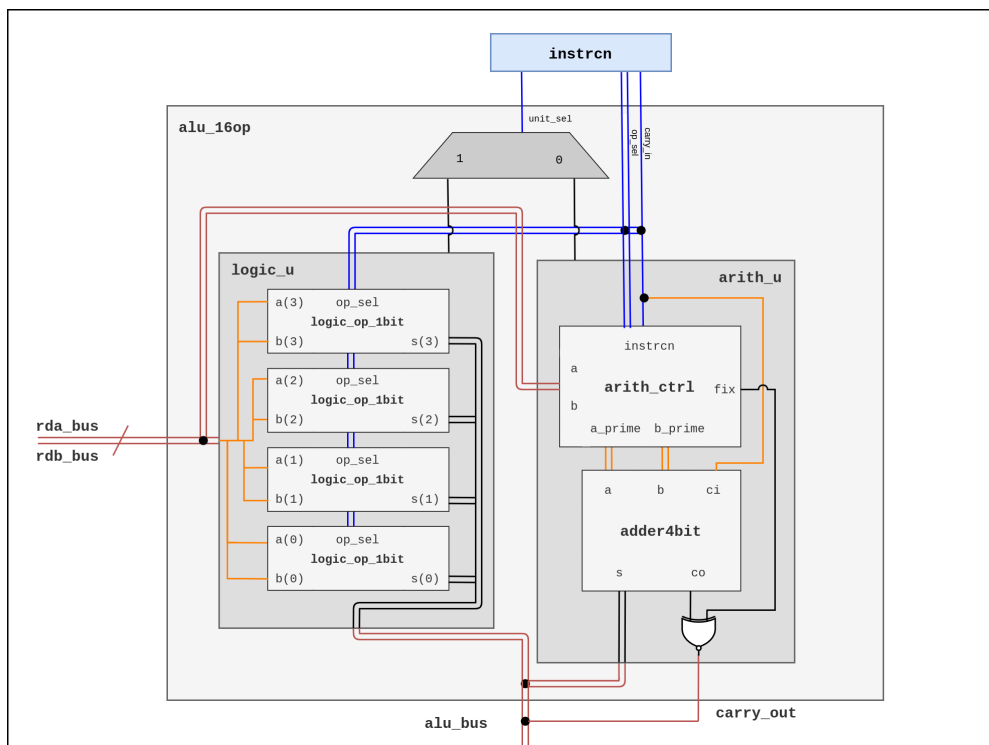 instrcn
unit_sel
carry_in
op_sel
alu_16op
1
0
logic_u
a(3) op_sel
logic_op_1bit
b(3) s(3)
a(2) op_sel
logic_op_1bit
b(2) s(2)
a(1) op_sel
logic_op_1bit
b(1) s(1)
a(0) op_sel
logic_op_1bit
b(0) s(0)
rda_bus
rdb_bus
arith_u
instrcn
a
arith_ctrl fix
b
a_prime b_prime
a b ci
adder4bit
s co
alu_bus
carry_out